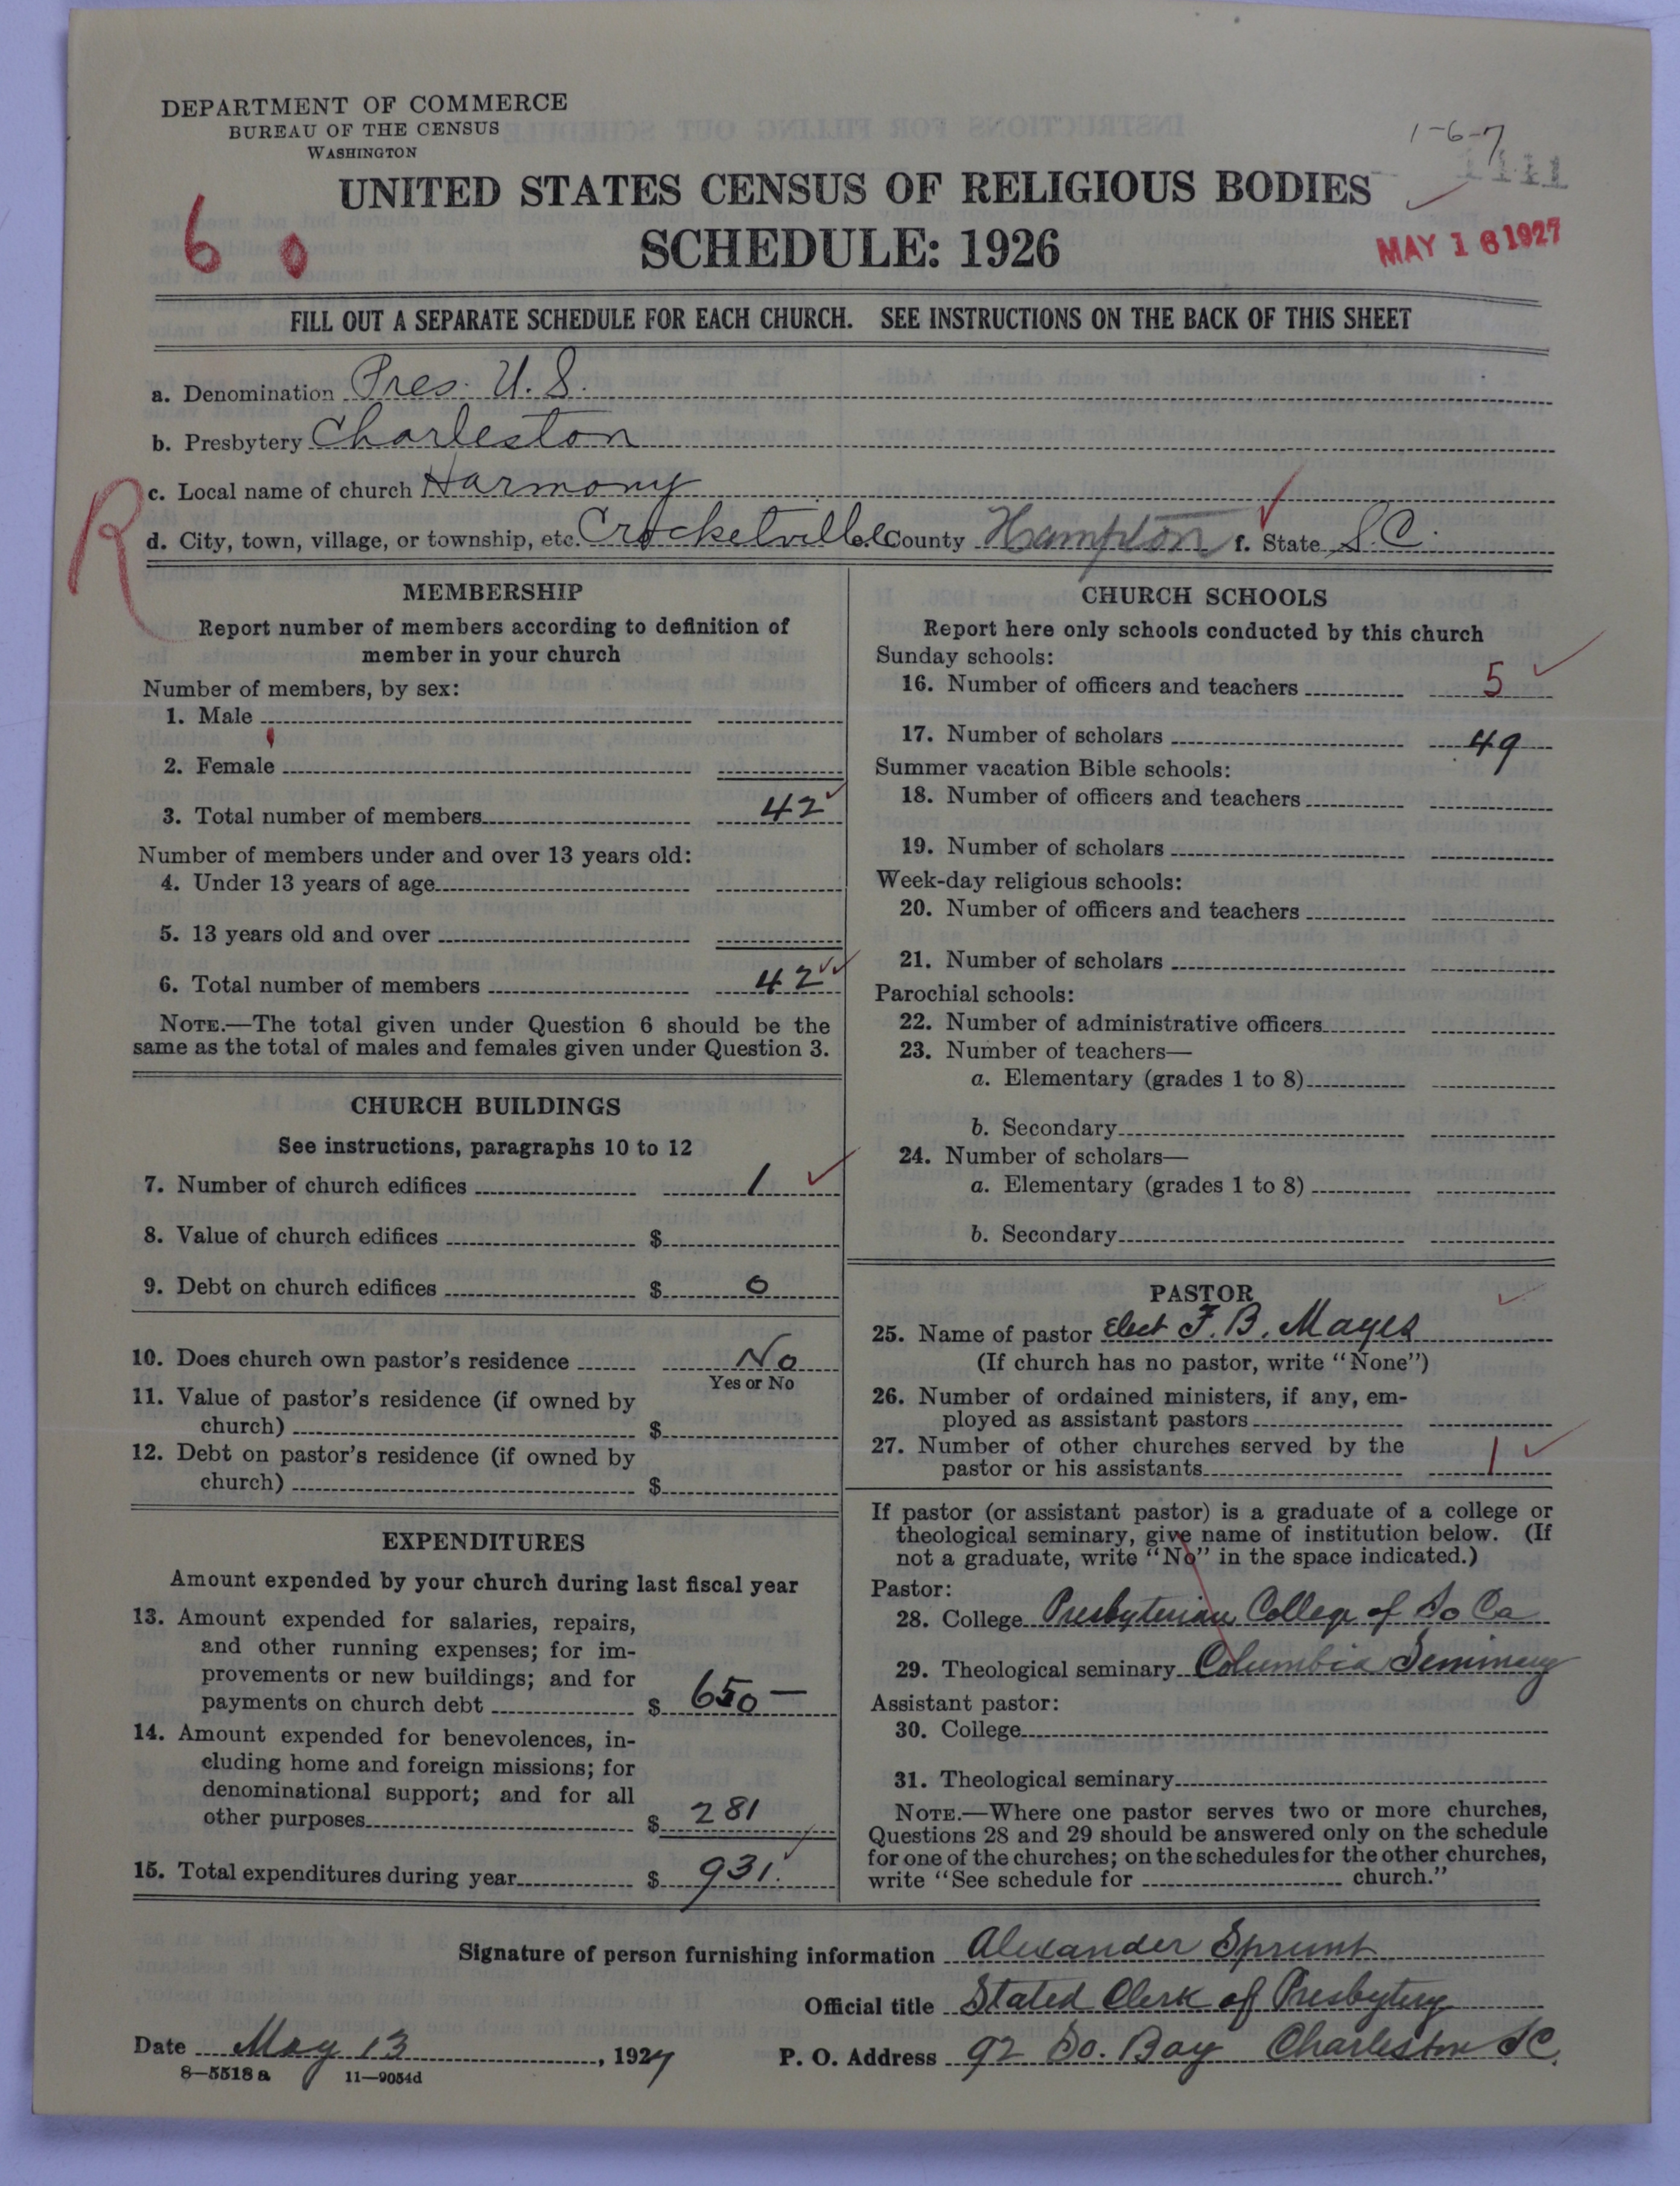 DEPARTMENT OF COMMERCE
BUREAU OF THE CENSUS
WASHINGTON
1-6-7
1111
UNITED STATES CENSUS OF RELIGIOUS BODIES
SCHEDULE: 1926
6 0
MAY 16 1927
FILL OUT A SEPARATE SCHEDULE FOR EACH CHURCH. SEE INSTRUCTIONS ON THE BACK OF THIS SHEET
a. Denomination Pres. U.S.
b. Presbytery Charleston
R
c. Local name of church Harmony
d. City, town, village, or township, etc. Crocketville e. County Hampton f. State S.C.
MEMBERSHIP
Report number of members according to definition of
member in your church
Number of members, by sex:
1. Male
2. Female
3. Total number of members 42
Number of members under and over 13 years old:
4. Under 13 years of age
5. 13 years old and over
6. Total number of members 42
NOTE.—The total given under Question 6 should be the
same as the total of males and females given under Question 3.
CHURCH BUILDINGS
See instructions, paragraphs 10 to 12
7. Number of church edifices 1
8. Value of church edifices $
9. Debt on church edifices $ 0
10. Does church own pastor's residence No
Yes or No
11. Value of pastor's residence (if owned by
church) $
12. Debt on pastor's residence (if owned by
church) $
EXPENDITURES
Amount expended by your church during last fiscal year
13. Amount expended for salaries, repairs,
and other running expenses; for im-
provements or new buildings; and for
payments on church debt $ 650—
14. Amount expended for benevolences, in-
cluding home and foreign missions; for
denominational support; and for all
other purposes $ 281
15. Total expenditures during year $ 931.
CHURCH SCHOOLS
Report here only schools conducted by this church
Sunday schools:
16. Number of officers and teachers 5
17. Number of scholars 49
Summer vacation Bible schools:
18. Number of officers and teachers
19. Number of scholars
Week-day religious schools:
20. Number of officers and teachers
21. Number of scholars
Parochial schools:
22. Number of administrative officers
23. Number of teachers—
a. Elementary (grades 1 to 8)
b. Secondary
24. Number of scholars—
a. Elementary (grades 1 to 8)
b. Secondary
PASTOR
25. Name of pastor Elect F. B. Mayes
(If church has no pastor, write "None")
26. Number of ordained ministers, if any, em-
ployed as assistant pastors
27. Number of other churches served by the
pastor or his assistants 1
If pastor (or assistant pastor) is a graduate of a college or
theological seminary, give name of institution below. (If
not a graduate, write "No" in the space indicated.)
Pastor:
28. College Presbyterian College of So Ca
29. Theological seminary Columbia Seminary
Assistant pastor:
30. College
31. Theological seminary
NOTE.—Where one pastor serves two or more churches,
Questions 28 and 29 should be answered only on the schedule
for one of the churches; on the schedules for the other churches,
write "See schedule for church."
Signature of person furnishing information Alexander Sprunt
Official title Stated Clerk of Presbytery
Date May 13, 1927 P. O. Address 92 So. Bay Charleston SC.
8—5518a 11—9054d